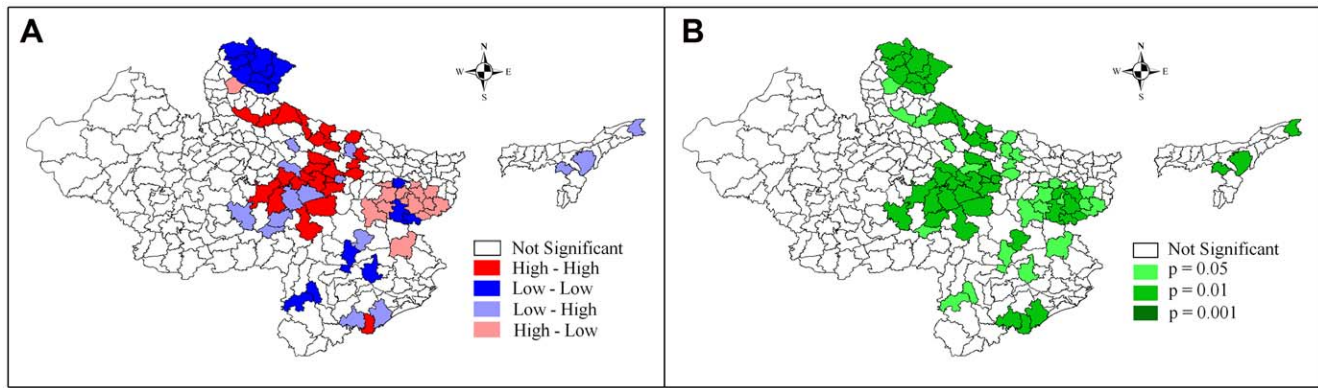 A
N
W E
S
Not Significant
High - High
Low - Low
Low - High
High - Low
B
N
W E
S
Not Significant
p = 0.05
p = 0.01
p = 0.001